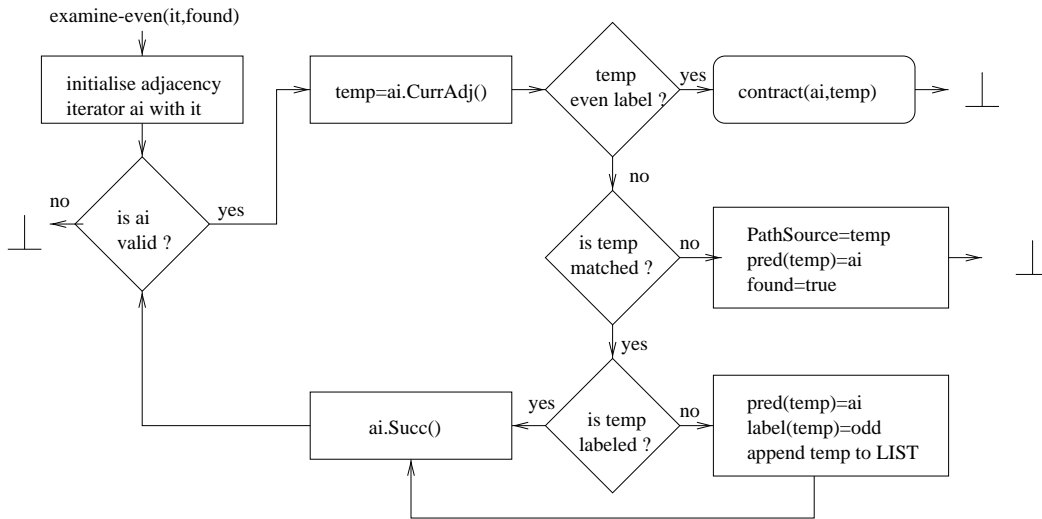 examine-even(it,found)
initialise adjacency
iterator ai with it
is ai
valid ?
no
yes
temp=ai.CurrAdj()
temp
even label ?
yes
contract(ai,temp)
no
is temp
matched ?
no
PathSource=temp
pred(temp)=ai
found=true
yes
is temp
labeled ?
yes
ai.Succ()
no
pred(temp)=ai
label(temp)=odd
append temp to LIST